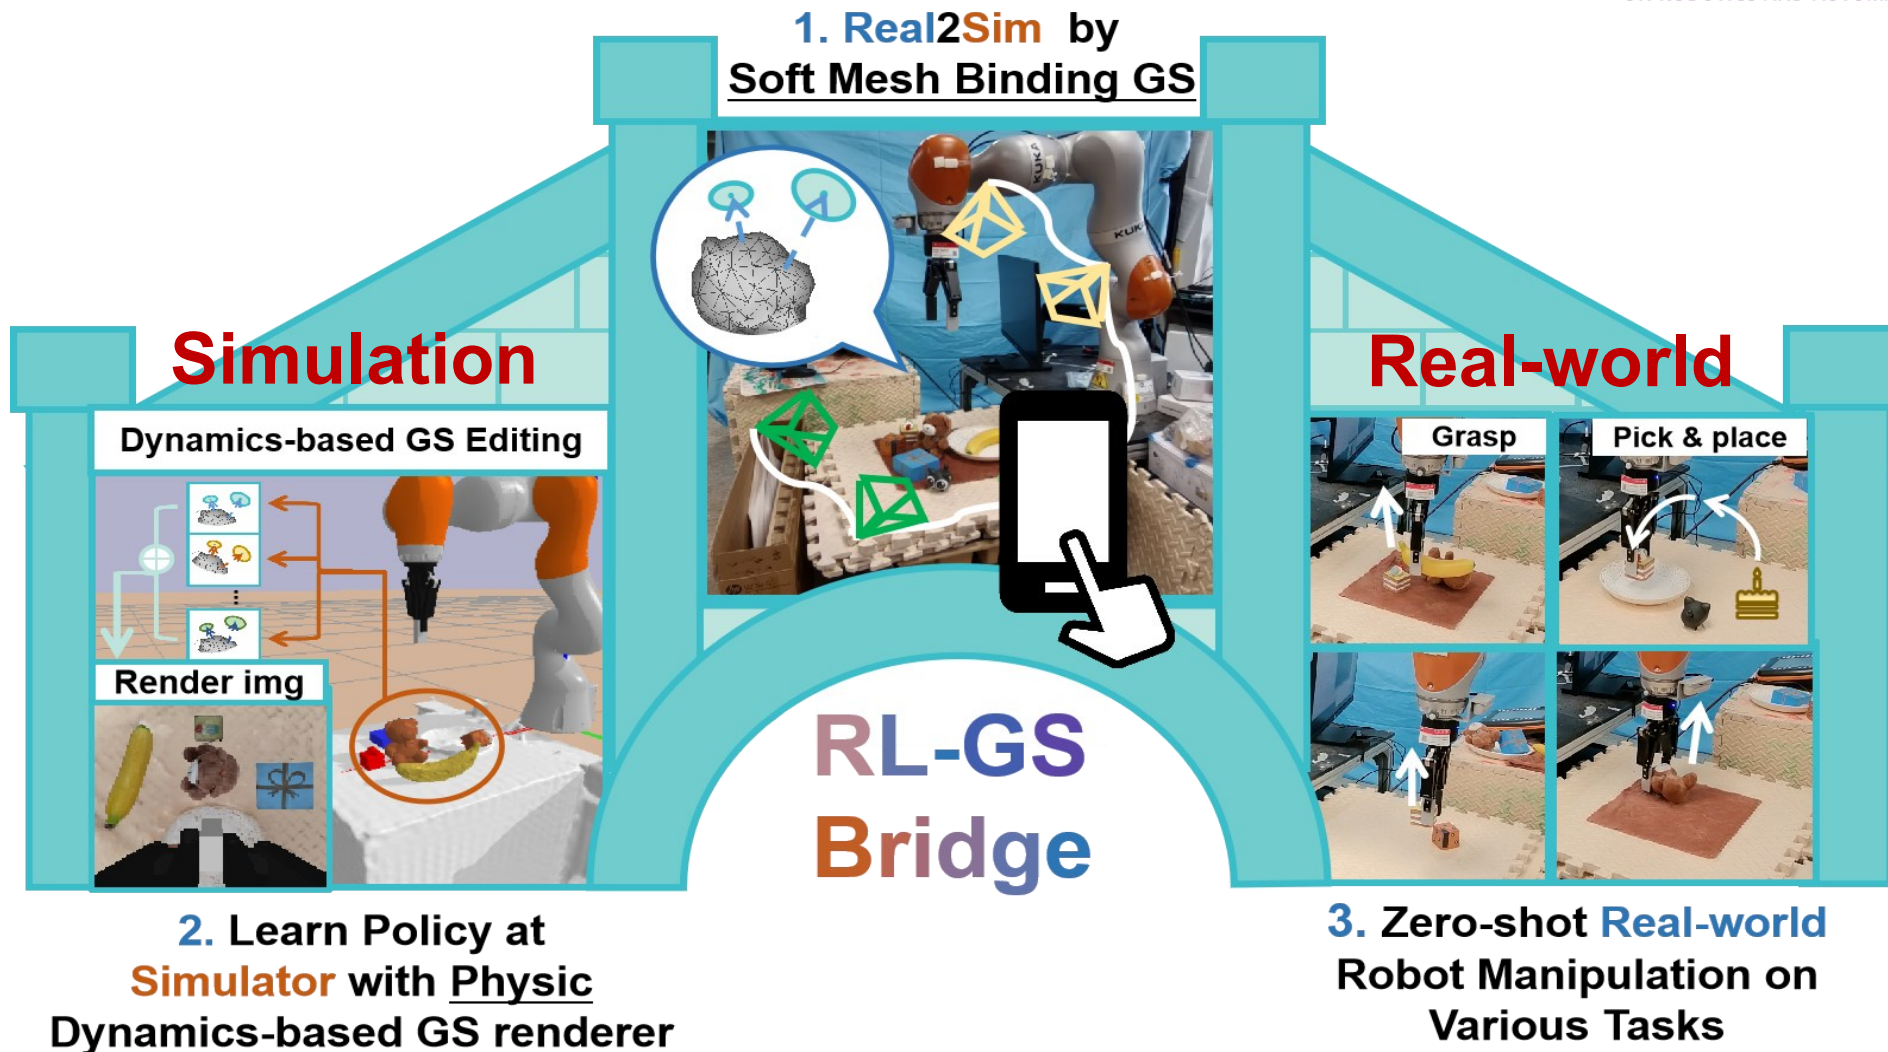 1. Real2Sim by
Soft Mesh Binding GS
KUKA
KUKA
Simulation
Real-world
Dynamics-based GS Editing
Grasp
Pick & place
Render img
RL-GS
Bridge
2. Learn Policy at
Simulator with Physic
Dynamics-based GS renderer
3. Zero-shot Real-world
Robot Manipulation on
Various Tasks